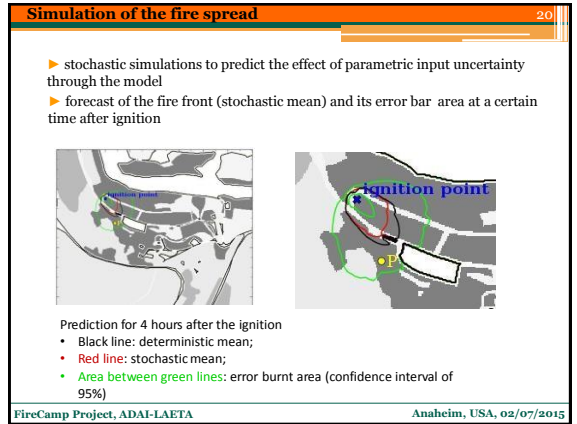 Simulation of the fire spread
20
► stochastic simulations to predict the effect of parametric input uncertainty
through the model
► forecast of the fire front (stochastic mean) and its error bar area at a certain
time after ignition
ignition point
P
ignition point
P
Prediction for 4 hours after the ignition
• Black line: deterministic mean;
• Red line: stochastic mean;
• Area between green lines: error burnt area (confidence interval of
95%)
FireCamp Project, ADAI-LAETA
Anaheim, USA, 02/07/2015